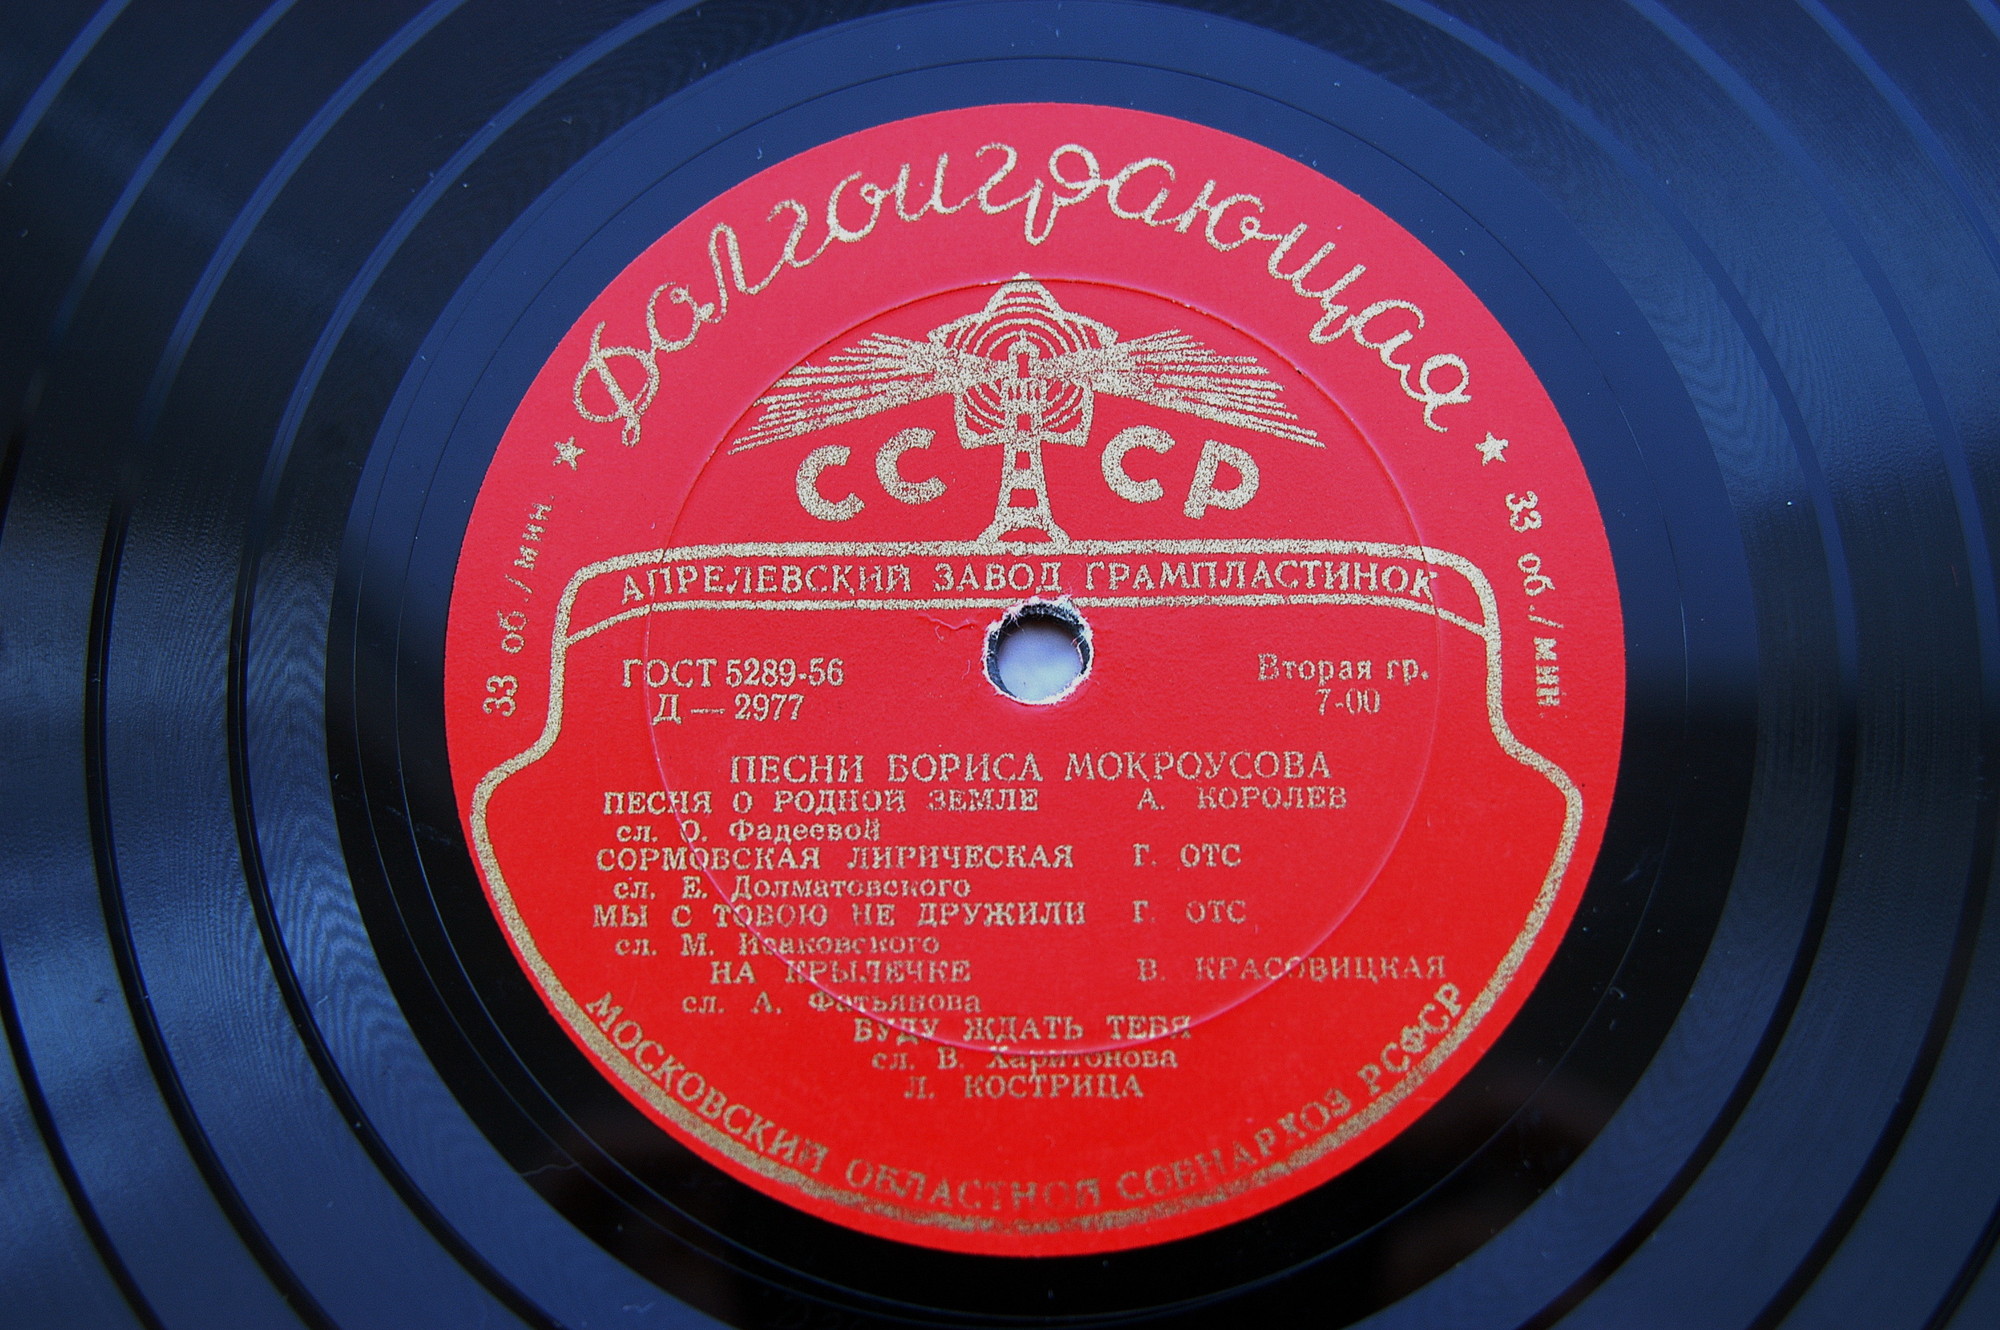 Долгоиграющая
★ 33 об./мин.
★ 33 об./мин.
СССР
АПРЕЛЕВСКИЙ ЗАВОД ГРАМПЛАСТИНОК
ГОСТ 5289-56
Д — 2977
Вторая гр.
7-00
ПЕСНИ БОРИСА МОКРОУСОВА
ПЕСНЯ О РОДНОЙ ЗЕМЛЕ А. КОРОЛЕВ
сл. О. Фадеевой
СОРМОВСКАЯ ЛИРИЧЕСКАЯ Г. ОТС
сл. Е. Долматовского
МЫ С ТОБОЮ НЕ ДРУЖИЛИ Г. ОТС
сл. М. Исаковского
НА КРЫЛЕЧКЕ В. КРАСОВИЦКАЯ
сл. А. Фатьянова
БУДУ ЖДАТЬ ТЕБЯ
сл. В. Харитонова
Л. КОСТРИЦА
МОСКОВСКИЙ ОБЛАСТНОЙ СОВНАРХОЗ РСФСР